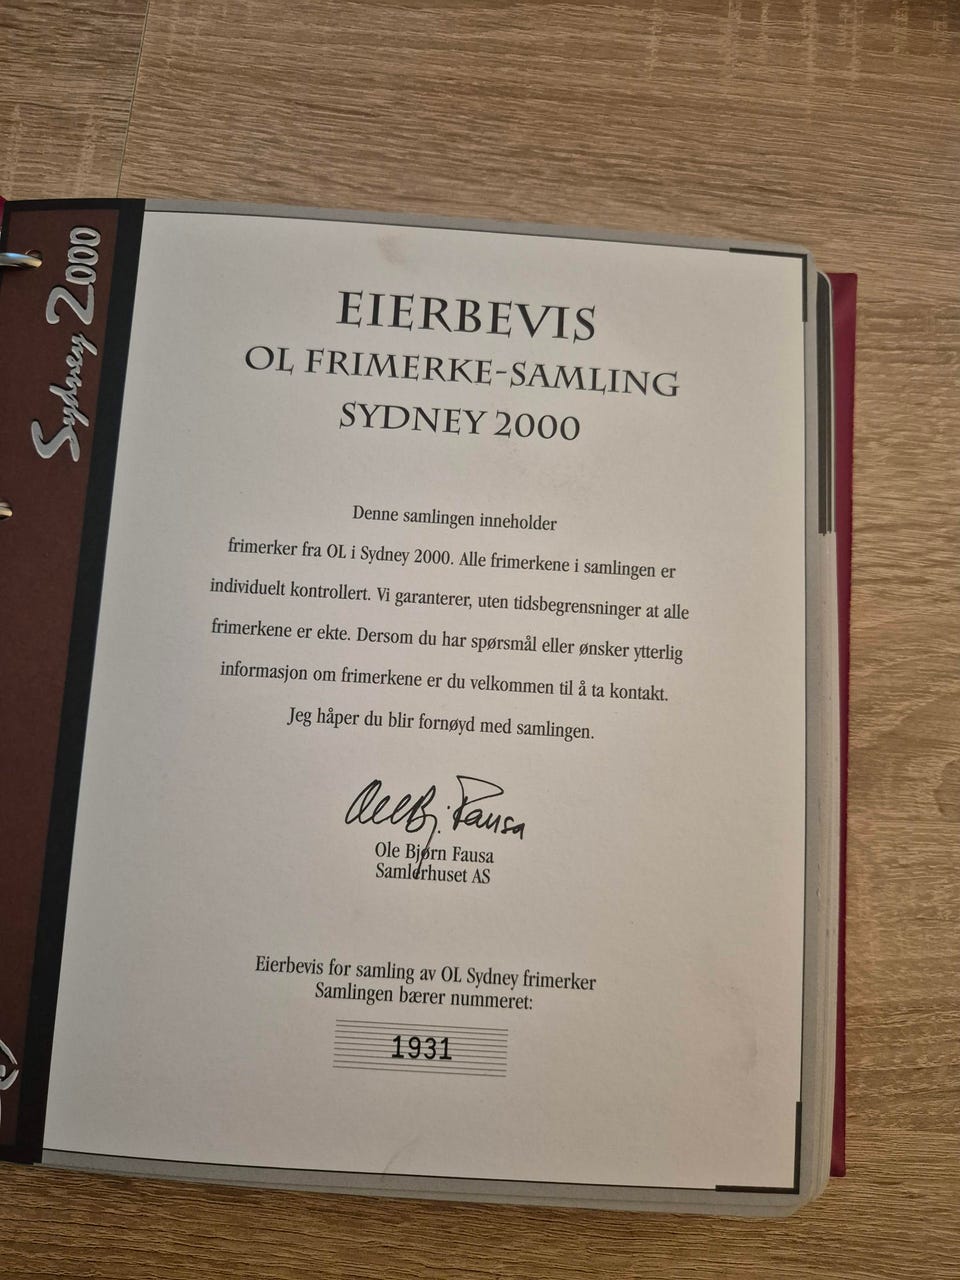 Sydney 2000
EIERBEVIS
OL FRIMERKE-SAMLING
SYDNEY 2000
Denne samlingen inneholder
frimerker fra OL i Sydney 2000. Alle frimerkene i samlingen er
individuelt kontrollert. Vi garanterer, uten tidsbegrensninger at alle
frimerkene er ekte. Dersom du har spørsmål eller ønsker ytterlig
informasjon om frimerkene er du velkommen til å ta kontakt.
Jeg håper du blir fornøyd med samlingen.
Ole Bj. Fausa
Ole Bjørn Fausa
Samlerhuset AS
Eierbevis for samling av OL Sydney frimerker
Samlingen bærer nummeret:
1931